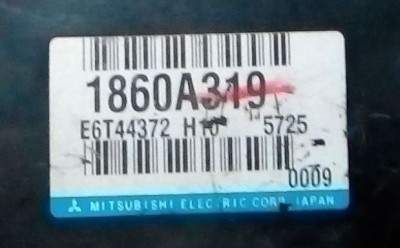 1860A319
E6T44372 H10 5725
0009
MITSUBISHI ELECTRIC CORP. JAPAN